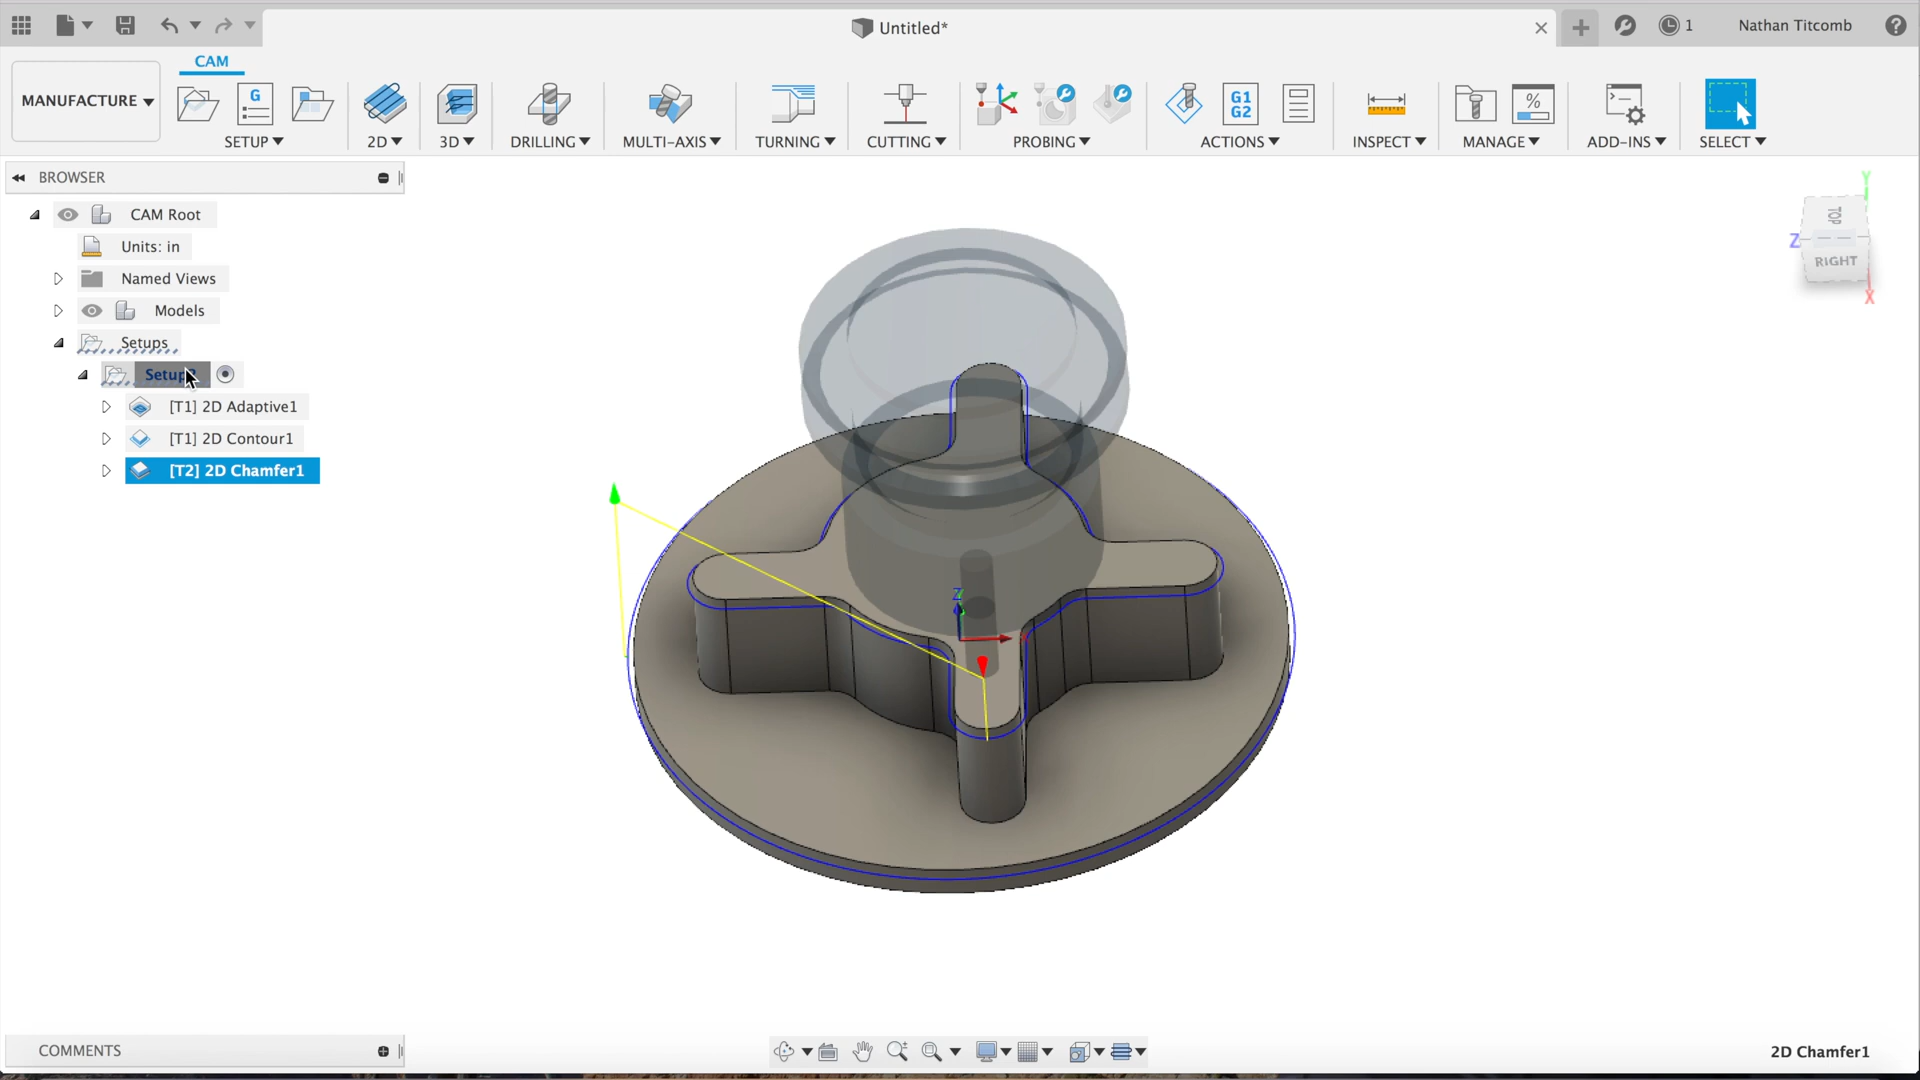 Untitled*
1
Nathan Titcomb
CAM
MANUFACTURE
G
G1
G2
%
SETUP
2D
3D
DRILLING
MULTI-AXIS
TURNING
CUTTING
PROBING
ACTIONS
INSPECT
MANAGE
ADD-INS
SELECT
BROWSER
CAM Root
Units: in
Named Views
Models
Setups
Setup
[T1] 2D Adaptive1
[T1] 2D Contour1
[T2] 2D Chamfer1
Y
TOP
Z
RIGHT
X
Z
COMMENTS
2D Chamfer1